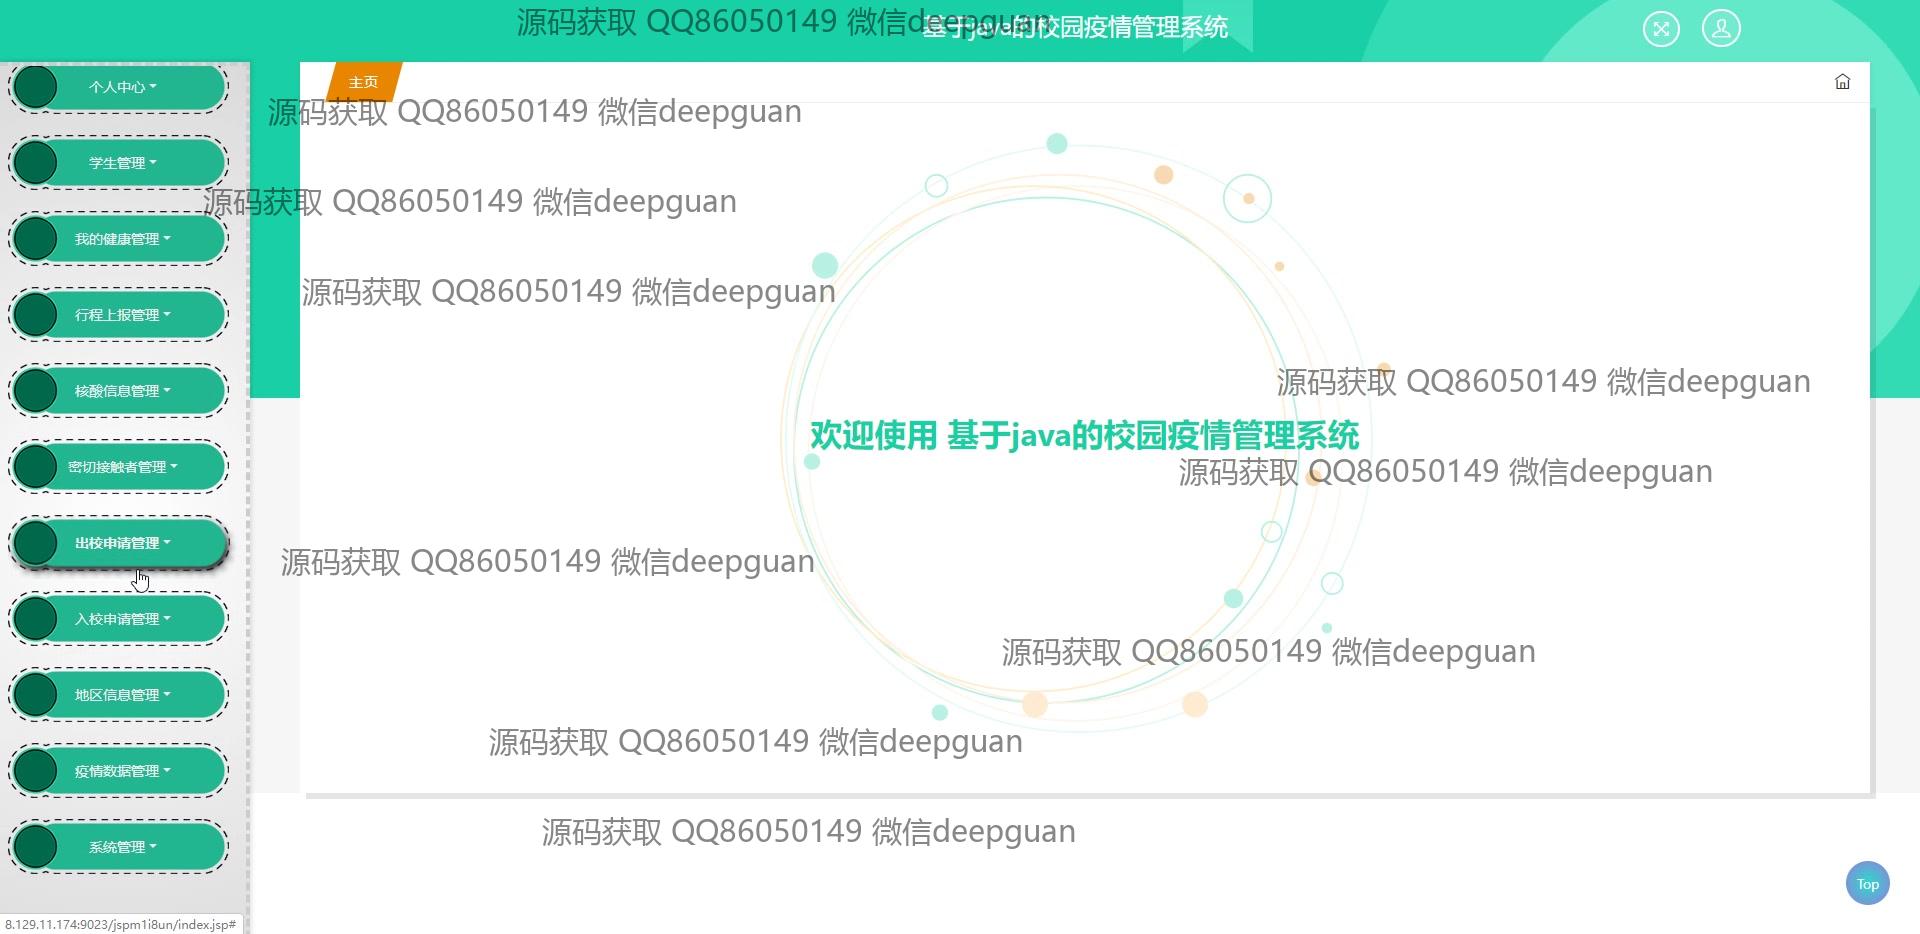 源码获取 QQ86050149 微信deepguan
基于java的校园疫情管理系统
个人中心
主页
源码获取 QQ86050149 微信deepguan
学生管理
源码获取 QQ86050149 微信deepguan
我的健康管理
源码获取 QQ86050149 微信deepguan
行程上报管理
源码获取 QQ86050149 微信deepguan
核酸信息管理
欢迎使用 基于java的校园疫情管理系统
密切接触者管理
源码获取 QQ86050149 微信deepguan
出校申请管理
源码获取 QQ86050149 微信deepguan
入校申请管理
源码获取 QQ86050149 微信deepguan
地区信息管理
源码获取 QQ86050149 微信deepguan
疫情数据管理
源码获取 QQ86050149 微信deepguan
系统管理
Top
8.129.11.174:9023/jspm1i8un/index.jsp#